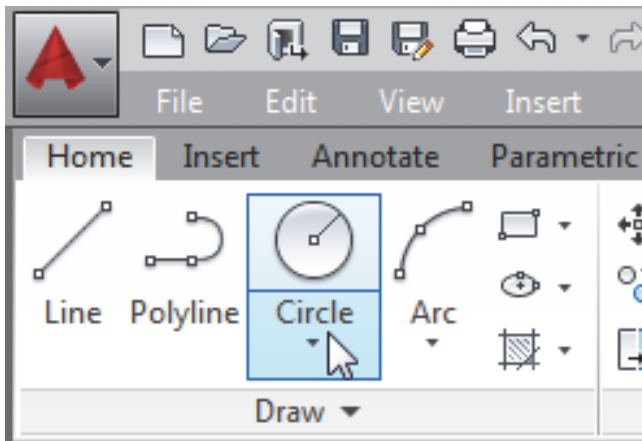 File Edit View Insert
Home Insert Annotate Parametric
Line Polyline Circle Arc
Draw